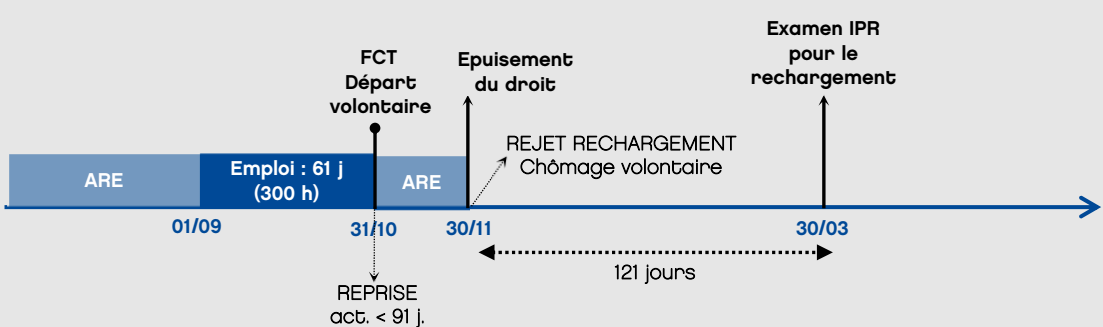 Examen IPR
pour le
rechargement
FCT
Départ
volontaire
Epuisement
du droit
REJET RECHARGEMENT
Chômage volontaire
ARE
Emploi : 61 j
(300 h)
ARE
01/09
31/10
30/11
30/03
121 jours
REPRISE
act. < 91 j.